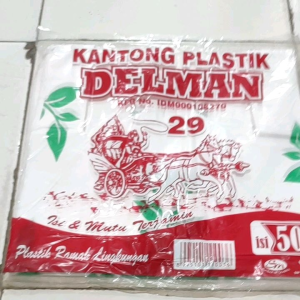 KANTONG PLASTIK
DELMAN
29
Isi & Mutu Terjamin
Plastik Ramah Lingkungan
isi 50